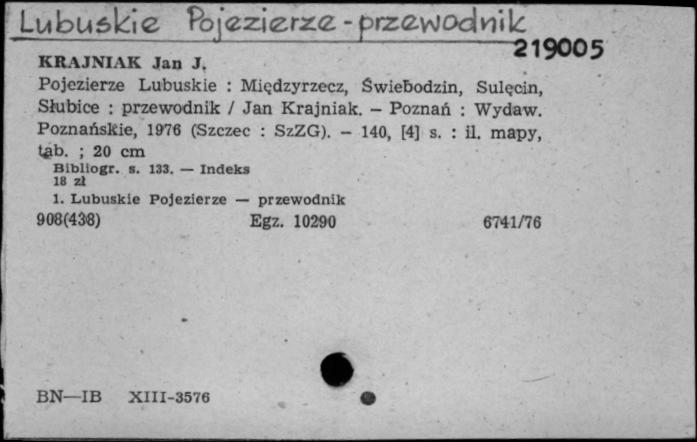 Lubuskie Pojezierze - przewodnik
219005
KRAJNIAK Jan J.
Pojezierze Lubuskie : Międzyrzecz, Świebodzin, Sulęcin,
Słubice : przewodnik / Jan Krajniak. — Poznań : Wydaw.
Poznańskie, 1976 (Szczec : SzZG). — 140, [4] s. : il. mapy,
tab. ; 20 cm
Bibliogr. s. 133. — Indeks
18 zł
1. Lubuskie Pojezierze — przewodnik
908(438) Egz. 10290 6741/76
BN—IB XIII-3576